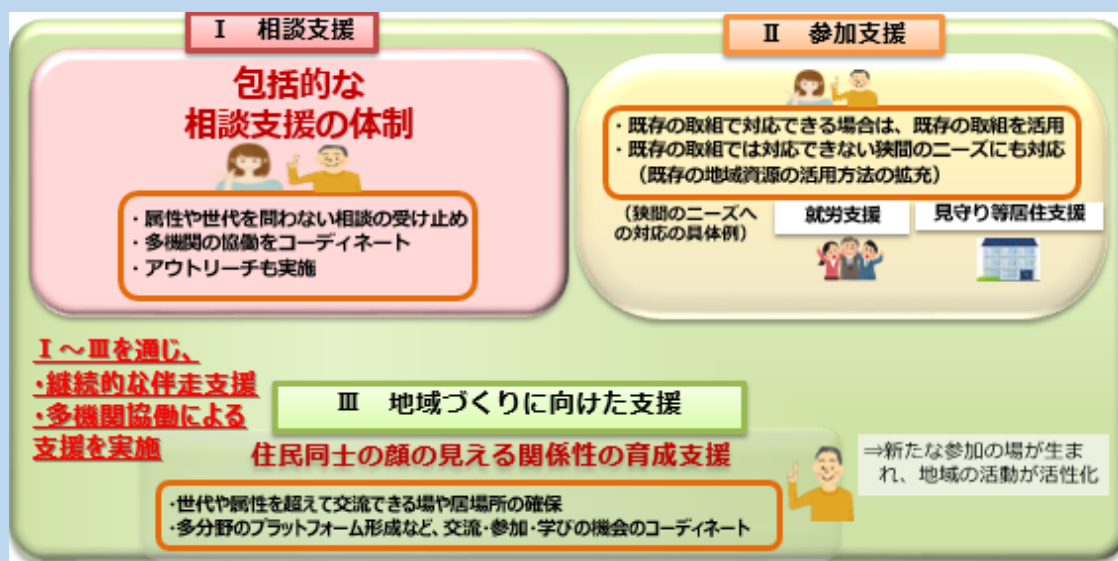 Ⅰ 相談支援
包括的な
相談支援の体制
・属性や世代を問わない相談の受け止め
・多機関の協働をコーディネート
・アウトリーチも実施
Ⅱ 参加支援
・既存の取組で対応できる場合は、既存の取組を活用
・既存の取組では対応できない狭間のニーズにも対応
（既存の地域資源の活用方法の拡充）
（狭間のニーズへ
の対応の具体例）
就労支援
見守り等居住支援
Ⅰ～Ⅲを通じ、
・継続的な伴走支援
・多機関協働による
支援を実施
Ⅲ 地域づくりに向けた支援
住民同士の顔の見える関係性の育成支援
・世代や属性を超えて交流できる場や居場所の確保
・多分野のプラットフォーム形成など、交流・参加・学びの機会のコーディネート
⇒新たな参加の場が生ま
れ、地域の活動が活性化